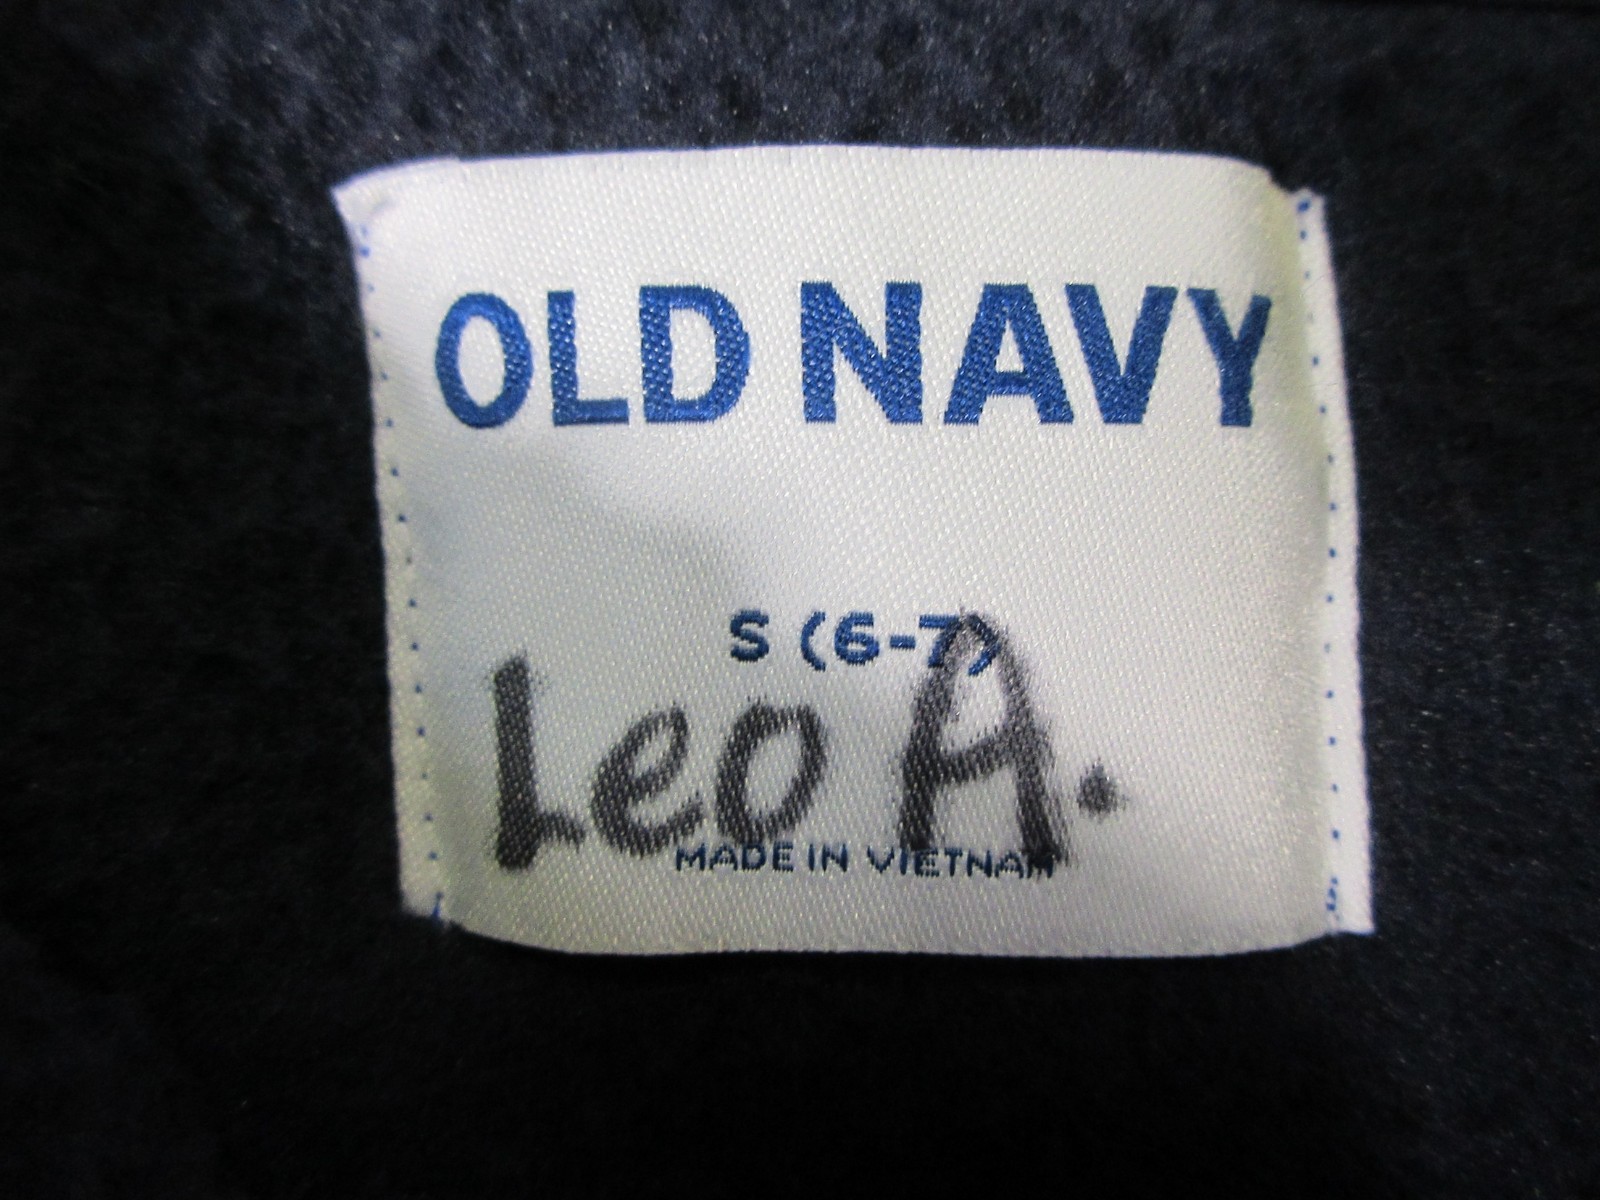 OLD NAVY
S (6-7)
Leo A.
MADE IN VIETNAM